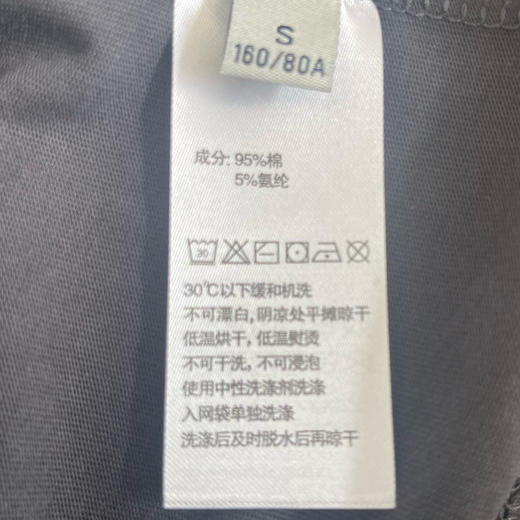 S
160/80A
成分: 95%棉
5%氨纶
30
30℃以下缓和机洗
不可漂白,阴凉处平摊晾干
低温烘干, 低温熨烫
不可干洗, 不可浸泡
使用中性洗涤剂洗涤
入网袋单独洗涤
洗涤后及时脱水后再晾干